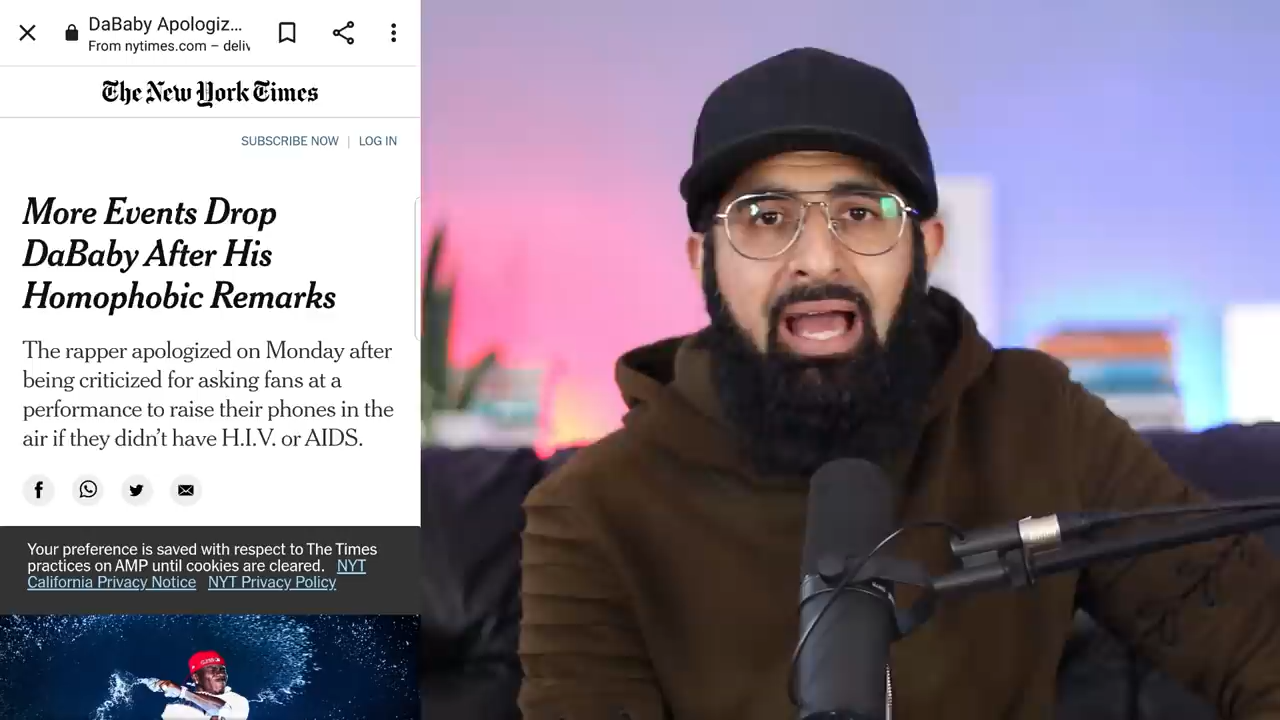 DaBaby Apologiz...
From nytimes.com – deliv
The New York Times
SUBSCRIBE NOW | LOG IN
More Events Drop
DaBaby After His
Homophobic Remarks
The rapper apologized on Monday after
being criticized for asking fans at a
performance to raise their phones in the
air if they didn't have H.I.V. or AIDS.
Your preference is saved with respect to The Times
practices on AMP until cookies are cleared. NYT
California Privacy Notice NYT Privacy Policy